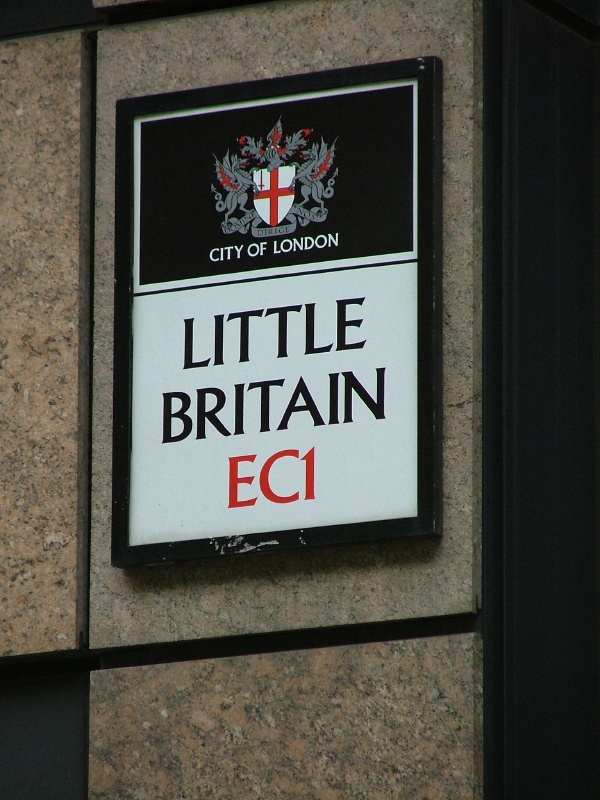 DIRIGE
CITY OF LONDON
LITTLE
BRITAIN
EC1